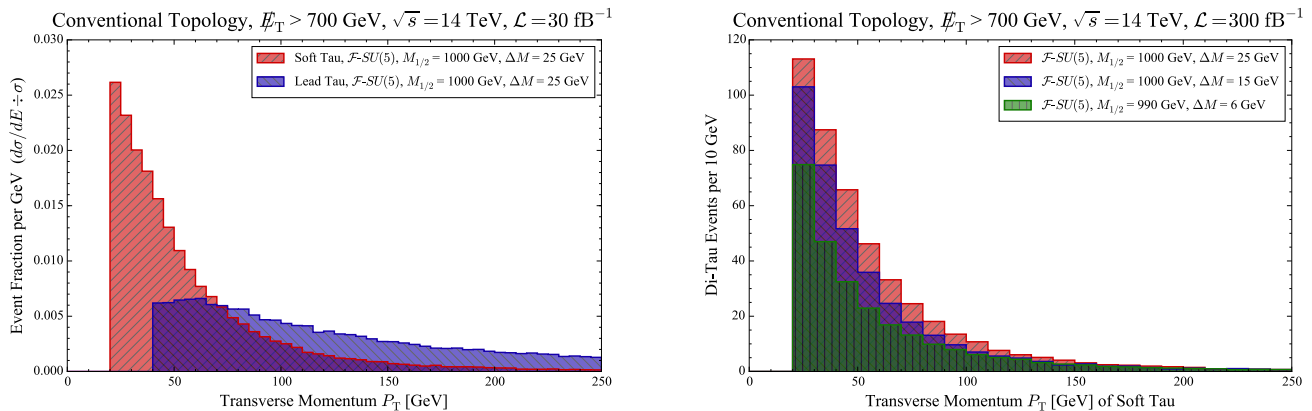 Conventional Topology, E̸_T > 700 GeV, √s = 14 TeV, ℒ = 30 fB⁻¹
Soft Tau, ℱ-SU(5), M₁/₂ = 1000 GeV, ΔM = 25 GeV
Lead Tau, ℱ-SU(5), M₁/₂ = 1000 GeV, ΔM = 25 GeV
Event Fraction per GeV (dσ/dE ÷ σ)
0.030
0.025
0.020
0.015
0.010
0.005
0.000
0 50 100 150 200 250
Transverse Momentum P_T [GeV]
Conventional Topology, E̸_T > 700 GeV, √s = 14 TeV, ℒ = 300 fB⁻¹
ℱ-SU(5), M₁/₂ = 1000 GeV, ΔM = 25 GeV
ℱ-SU(5), M₁/₂ = 1000 GeV, ΔM = 15 GeV
ℱ-SU(5), M₁/₂ = 990 GeV, ΔM = 6 GeV
Di-Tau Events per 10 GeV
120
100
80
60
40
20
0
0 50 100 150 200 250
Transverse Momentum P_T [GeV] of Soft Tau